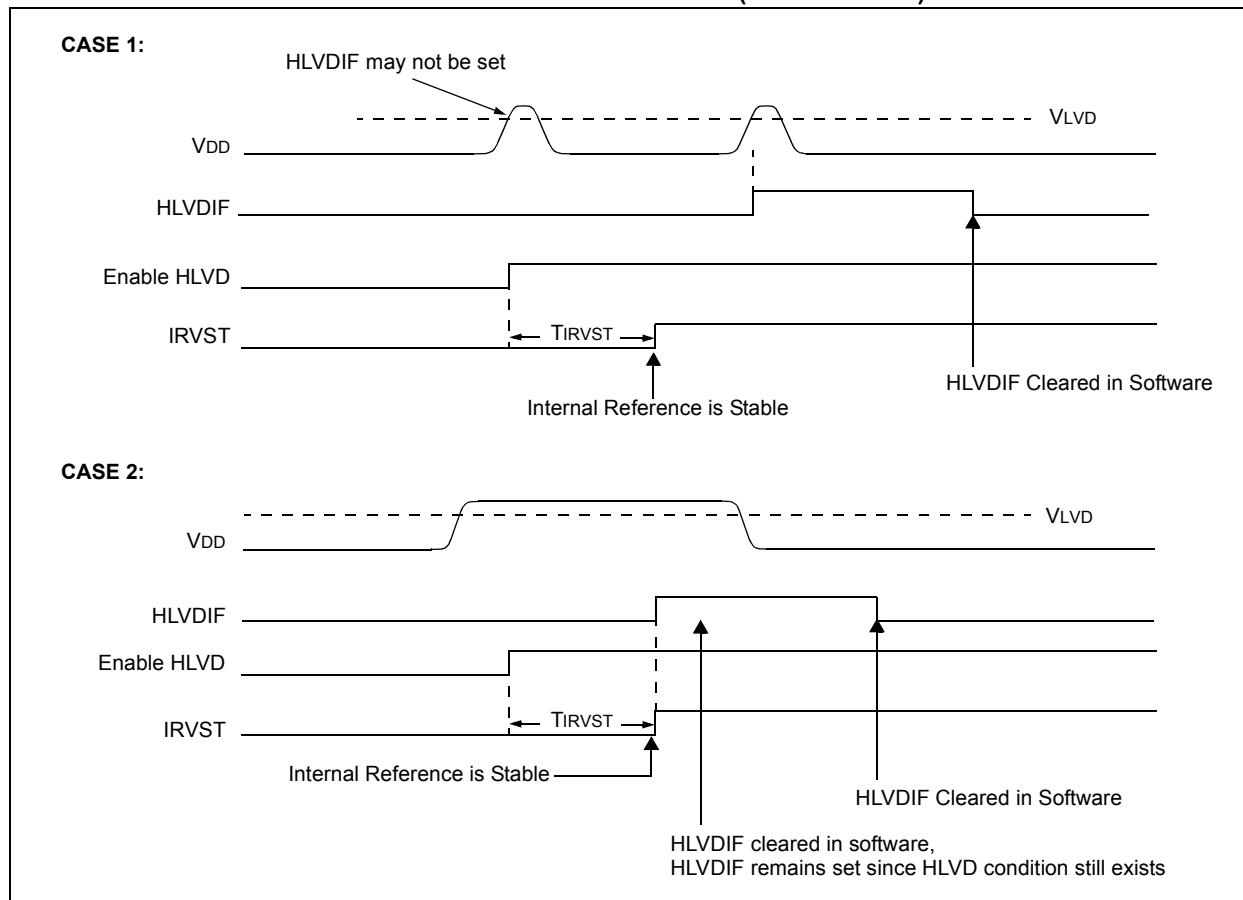 CASE 1:
HLVDIF may not be set
VLVD
VDD
HLVDIF
Enable HLVD
IRVST
TIRVST
HLVDIF Cleared in Software
Internal Reference is Stable
CASE 2:
VLVD
VDD
HLVDIF
Enable HLVD
IRVST
TIRVST
Internal Reference is Stable
HLVDIF Cleared in Software
HLVDIF cleared in software,
HLVDIF remains set since HLVD condition still exists